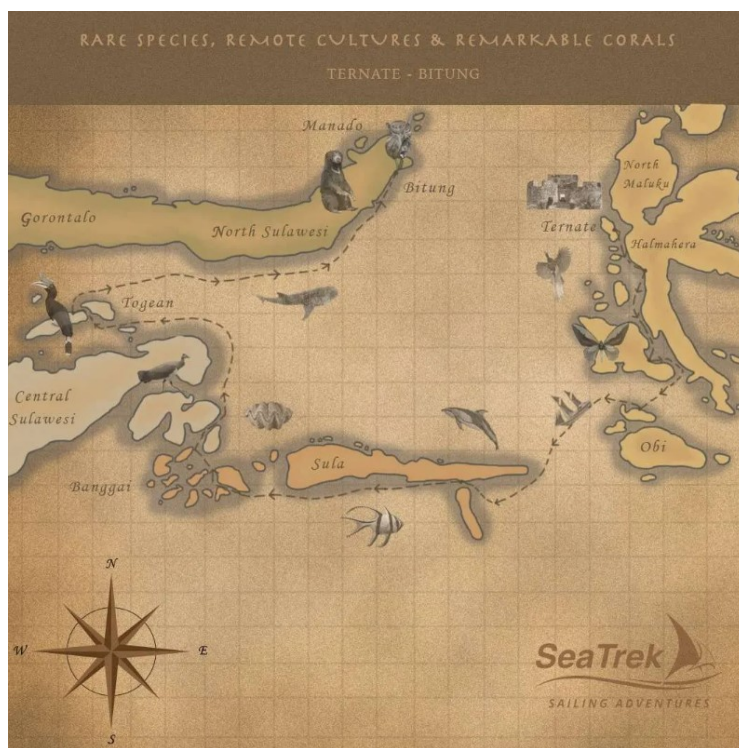 RARE SPECIES, REMOTE CULTURES & REMARKABLE CORALS
TERNATE - BITUNG
Manado
Bitung
North
Maluku
Gorontalo
North Sulawesi
Ternate
Halmahera
Togean
Central
Sulawesi
Obi
Sula
Banggai
N
W
E
S
SeaTrek
SAILING ADVENTURES